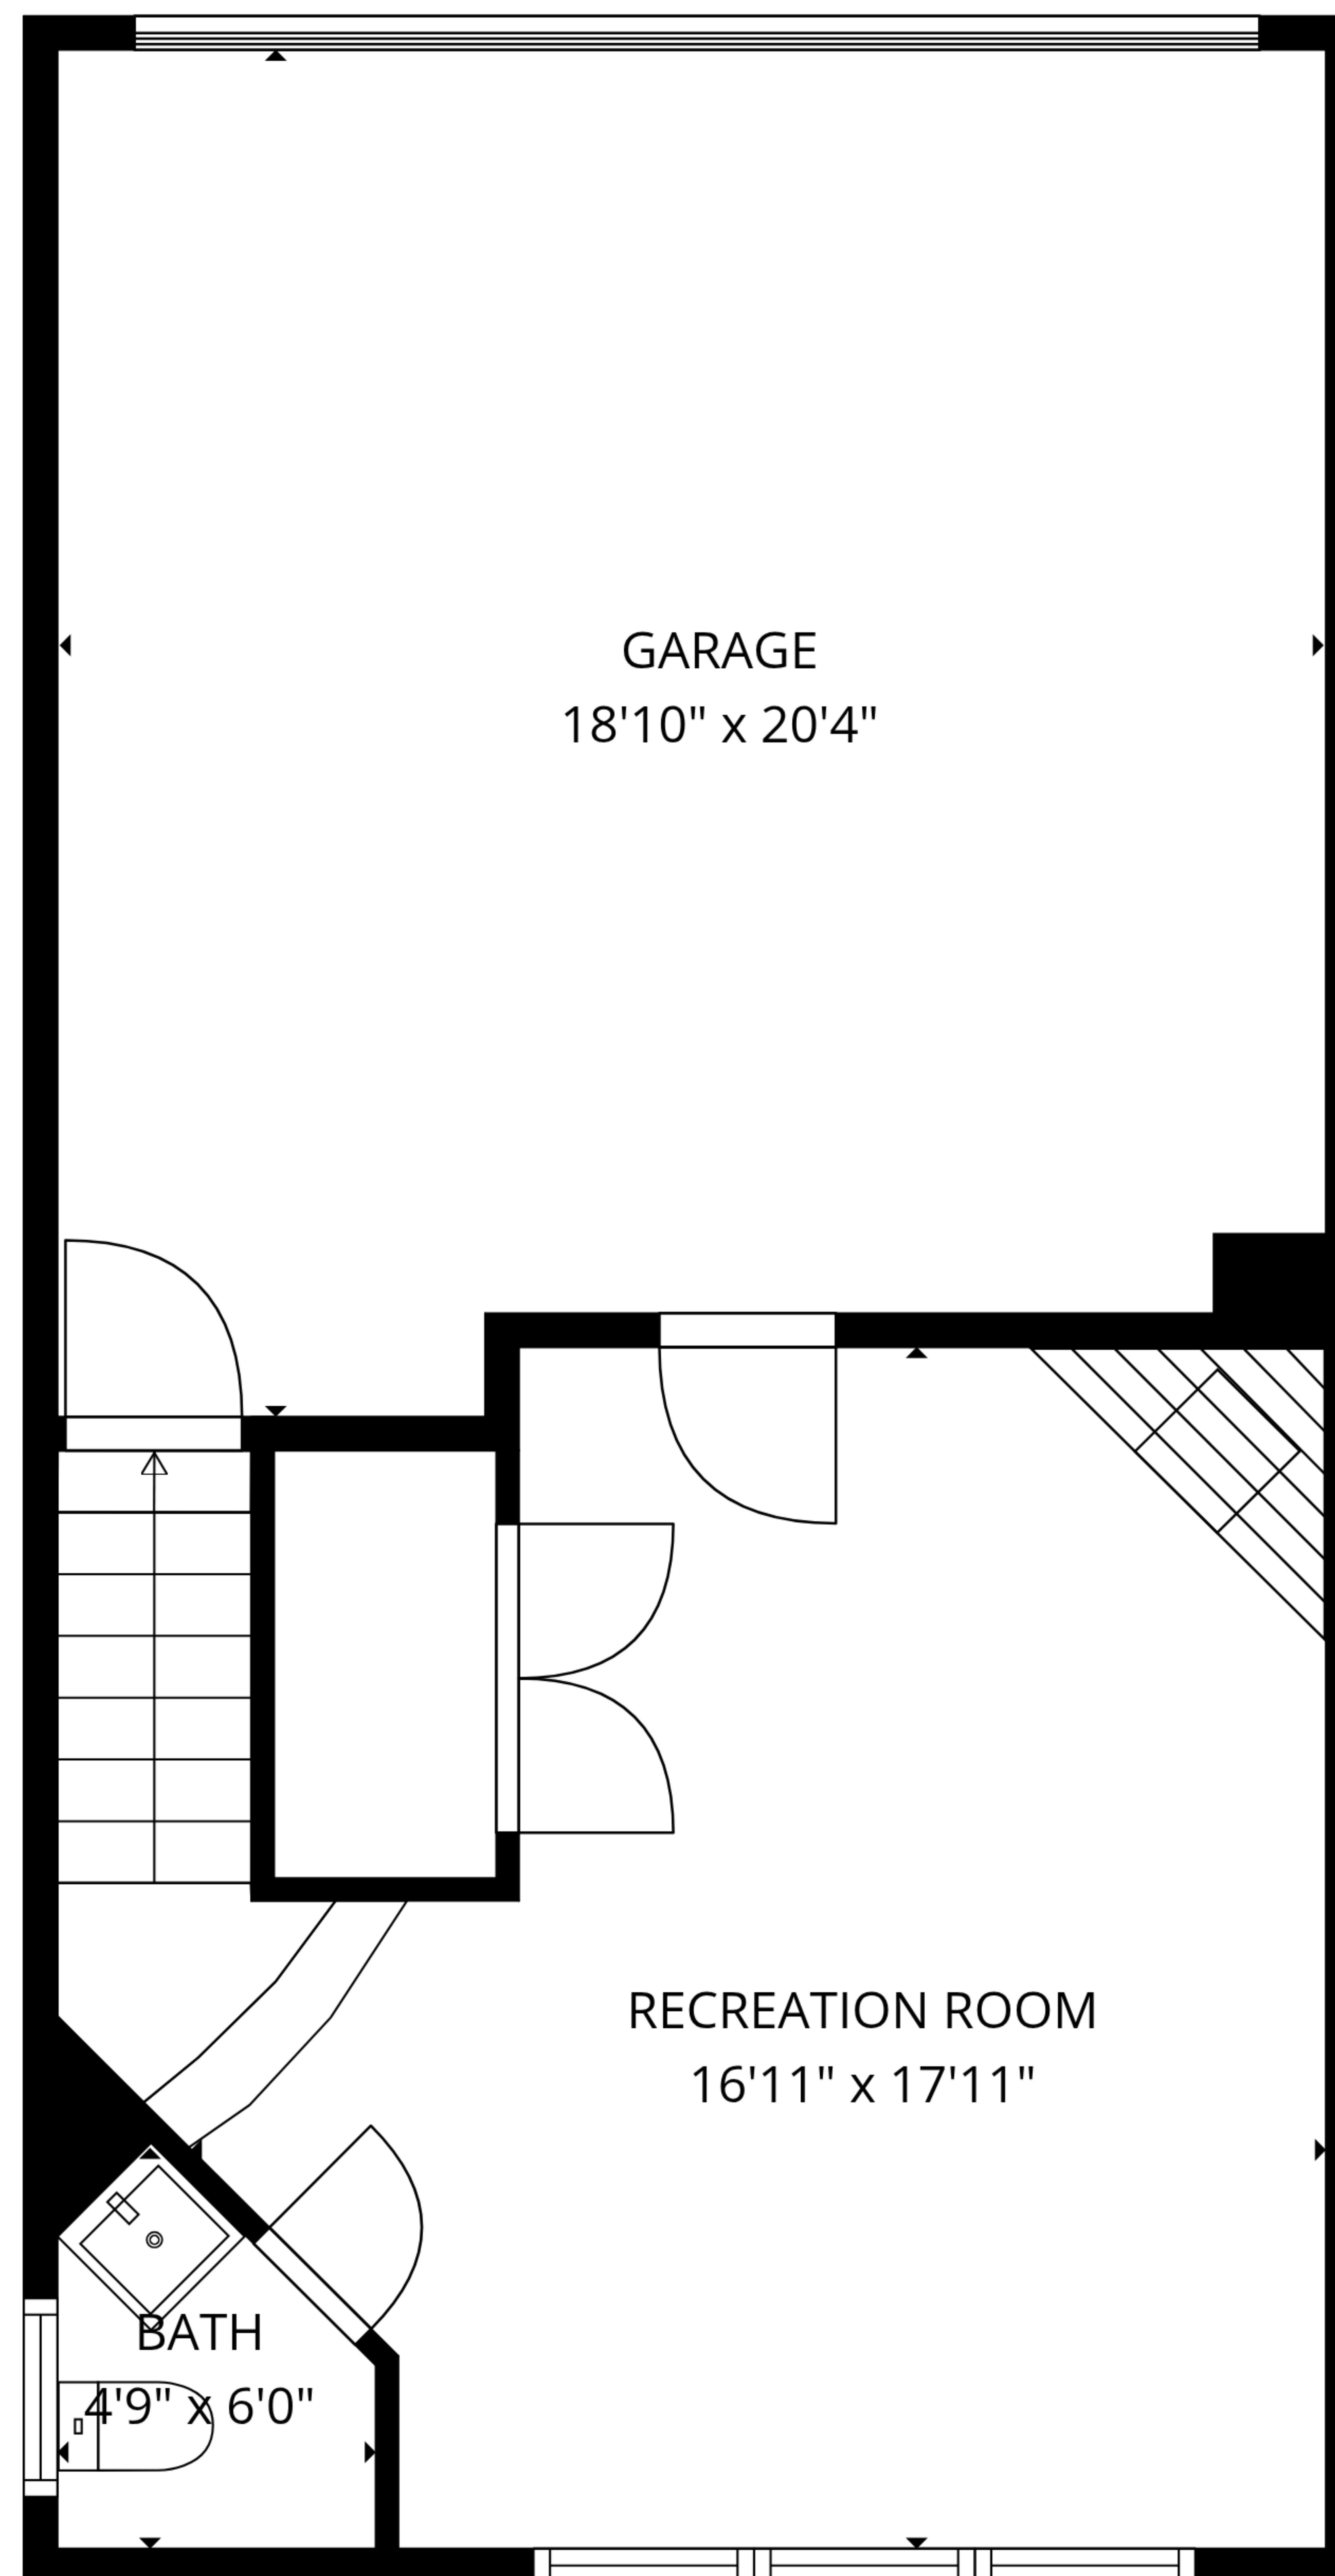 GARAGE
18'10" x 20'4"
RECREATION ROOM
16'11" x 17'11"
BATH
4'9" x 6'0"